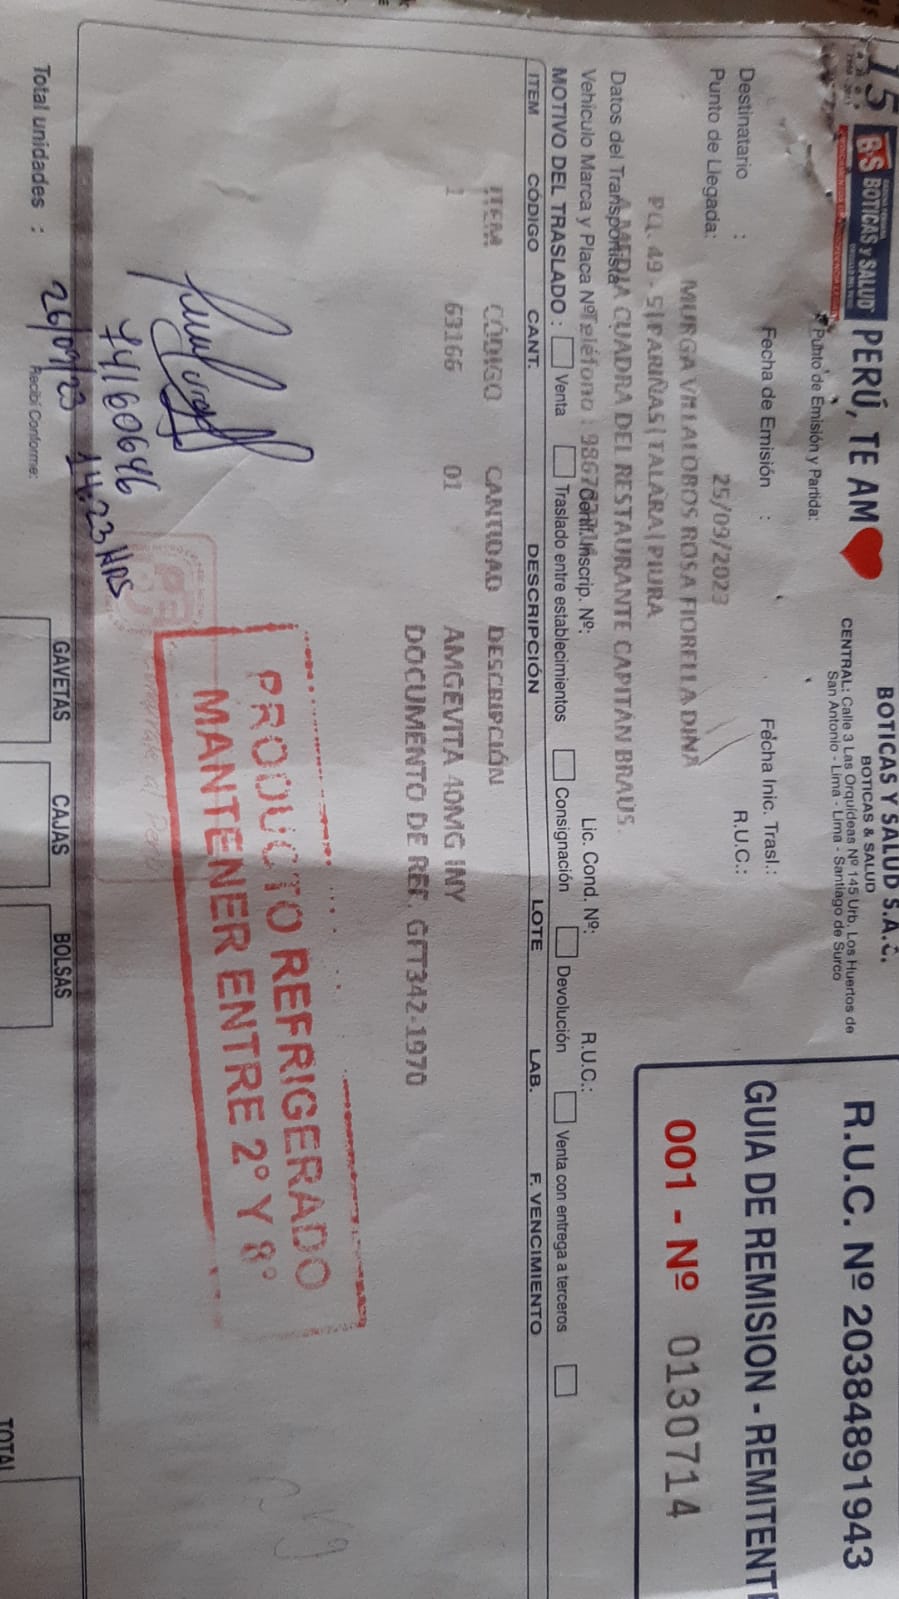 15
BS BOTICAS y SALUD
PERÚ, TE AM
BOTICAS Y SALUD S.A.C.
BOTICAS & SALUD
CENTRAL: Calle 3 Las Orquídeas Nº 145 Urb. Los Huertos de
San Antonio - Lima - Lima - Santiago de Surco
R.U.C. Nº 20384891943
GUIA DE REMISION - REMITENTE
001 - Nº 0130714
Punto de Emisión y Partida:
Fecha de Emisión :
Fecha Inic. Trasl.:
25/09/2023
Destinatario :
R.U.C.:
MURGA VILLALOBOS ROSA FIORELLA DINA
Punto de Llegada:
PQ. 49 - 5|PARIÑAS|TALARA|PIURA
A MEDIA CUADRA DEL RESTAURANTE CAPITÁN BRAUS.
Datos del Transportista
Teléfono :
Vehículo Marca y Placa Nº
Certif. Inscrip. Nº:
Lic. Cond. Nº:
R.U.C.:
MOTIVO DEL TRASLADO : Venta Traslado entre establecimientos Consignación Devolución Venta con entrega a terceros
ITEM CÓDIGO CANT. DESCRIPCIÓN LOTE LAB. F. VENCIMIENTO
ITEM CÓDIGO CANTIDAD DESCRIPCIÓN
1 63166 01 AMGEVITA 40MG INY
DOCUMENTO DE REF. GFT342-1970
PRODUCTO REFRIGERADO
MANTENER ENTRE 2° Y 8°
74160646
26/09/23 14:23 HRS
Total unidades :
Recibí Conforme:
GAVETAS
CAJAS
BOLSAS
TOTAL